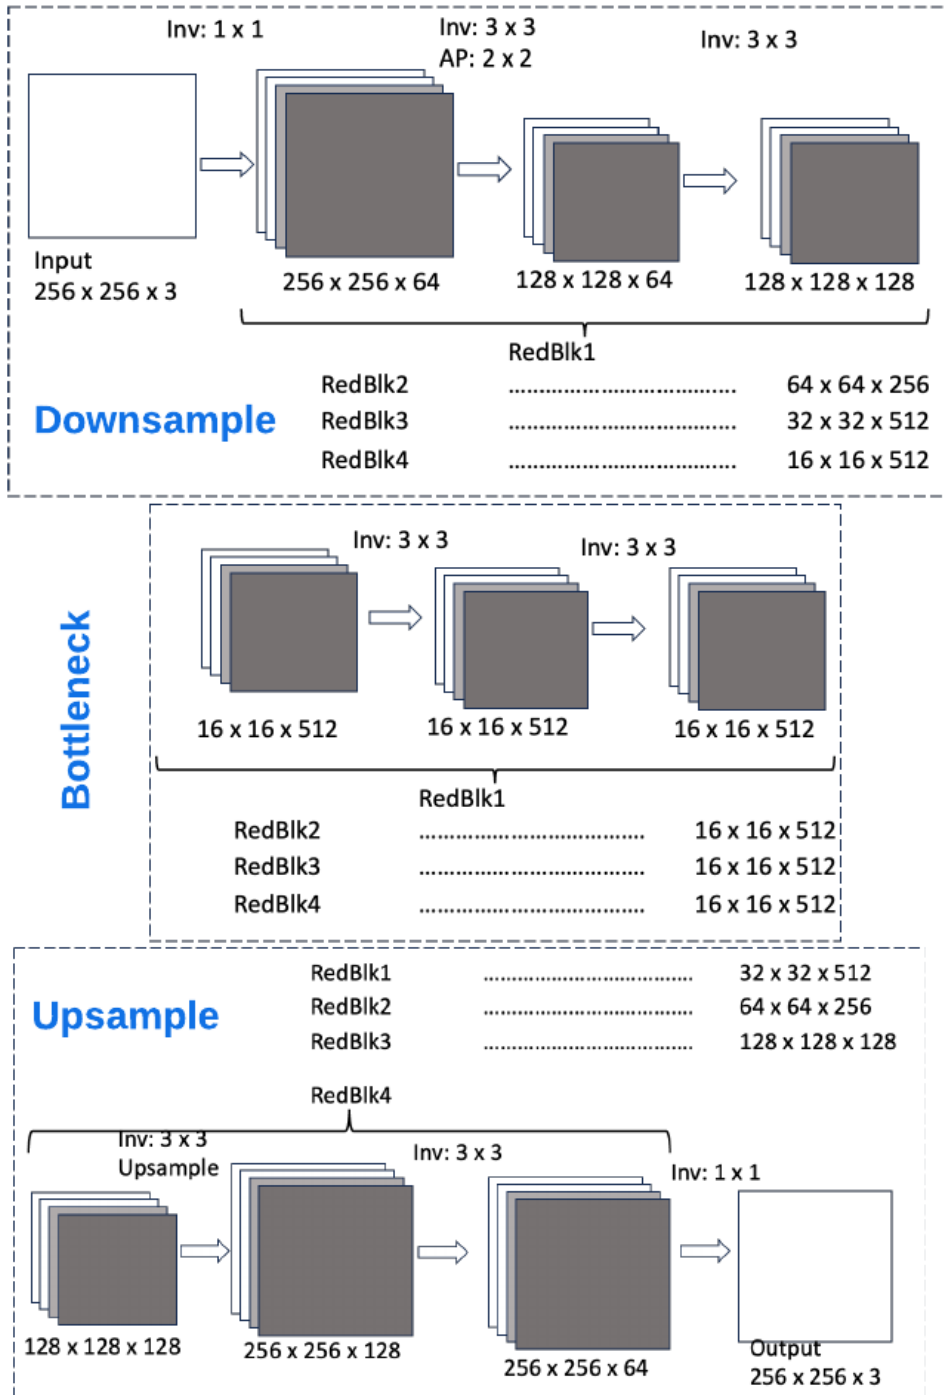 Inv: 1 x 1
Inv: 3 x 3
AP: 2 x 2
Inv: 3 x 3
Input
256 x 256 x 3
256 x 256 x 64
128 x 128 x 64
128 x 128 x 128
RedBlk1
RedBlk2 ..................................... 64 x 64 x 256
RedBlk3 ..................................... 32 x 32 x 512
RedBlk4 ..................................... 16 x 16 x 512
Downsample
Bottleneck
Inv: 3 x 3
Inv: 3 x 3
16 x 16 x 512
16 x 16 x 512
16 x 16 x 512
RedBlk1
RedBlk2 ..................................... 16 x 16 x 512
RedBlk3 ..................................... 16 x 16 x 512
RedBlk4 ..................................... 16 x 16 x 512
Upsample
RedBlk1 ..................................... 32 x 32 x 512
RedBlk2 ..................................... 64 x 64 x 256
RedBlk3 ..................................... 128 x 128 x 128
RedBlk4
Inv: 3 x 3
Upsample
Inv: 3 x 3
Inv: 1 x 1
128 x 128 x 128
256 x 256 x 128
256 x 256 x 64
Output
256 x 256 x 3